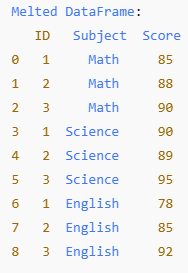 Melted DataFrame:
   ID  Subject  Score
0   1     Math     85
1   2     Math     88
2   3     Math     90
3   1  Science     90
4   2  Science     89
5   3  Science     95
6   1  English     78
7   2  English     85
8   3  English     92